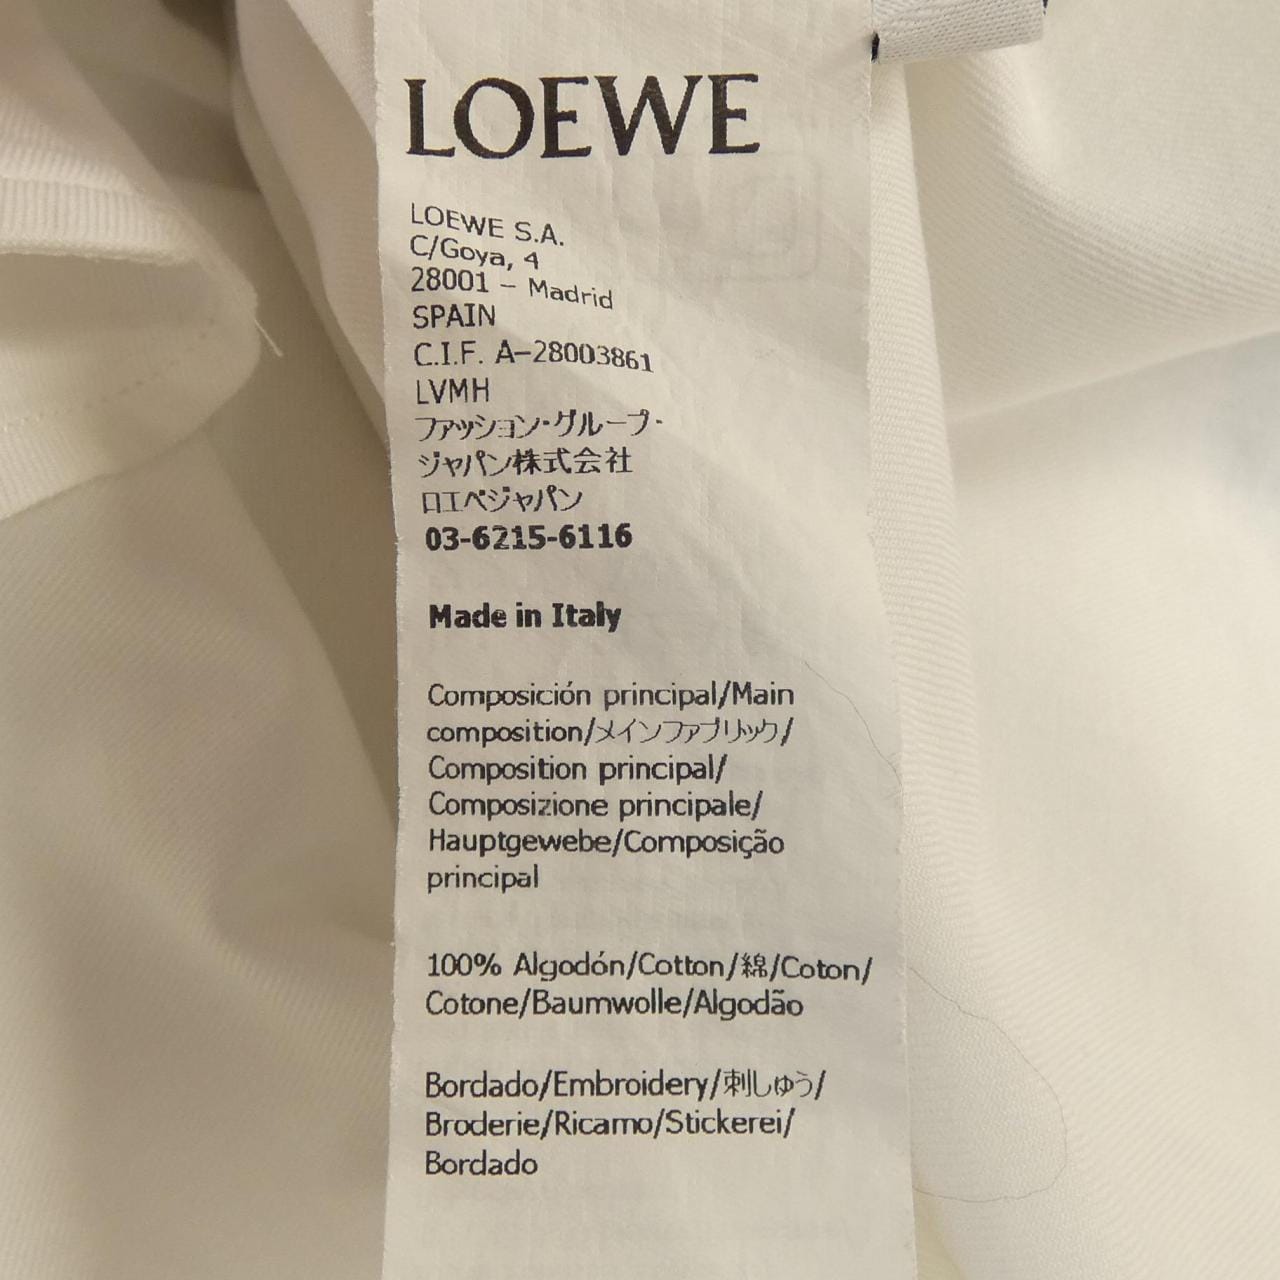 LOEWE
LOEWE S.A.
C/Goya, 4
28001 – Madrid
SPAIN
C.I.F. A-28003861
LVMH
ファッション・グループ・
ジャパン株式会社
ロエベジャパン
03-6215-6116
Made in Italy
Composición principal/Main
composition/メインファブリック/
Composition principal/
Composizione principale/
Hauptgewebe/Composição
principal
100% Algodón/Cotton/綿/Coton/
Cotone/Baumwolle/Algodão
Bordado/Embroidery/刺しゅう/
Broderie/Ricamo/Stickerei/
Bordado